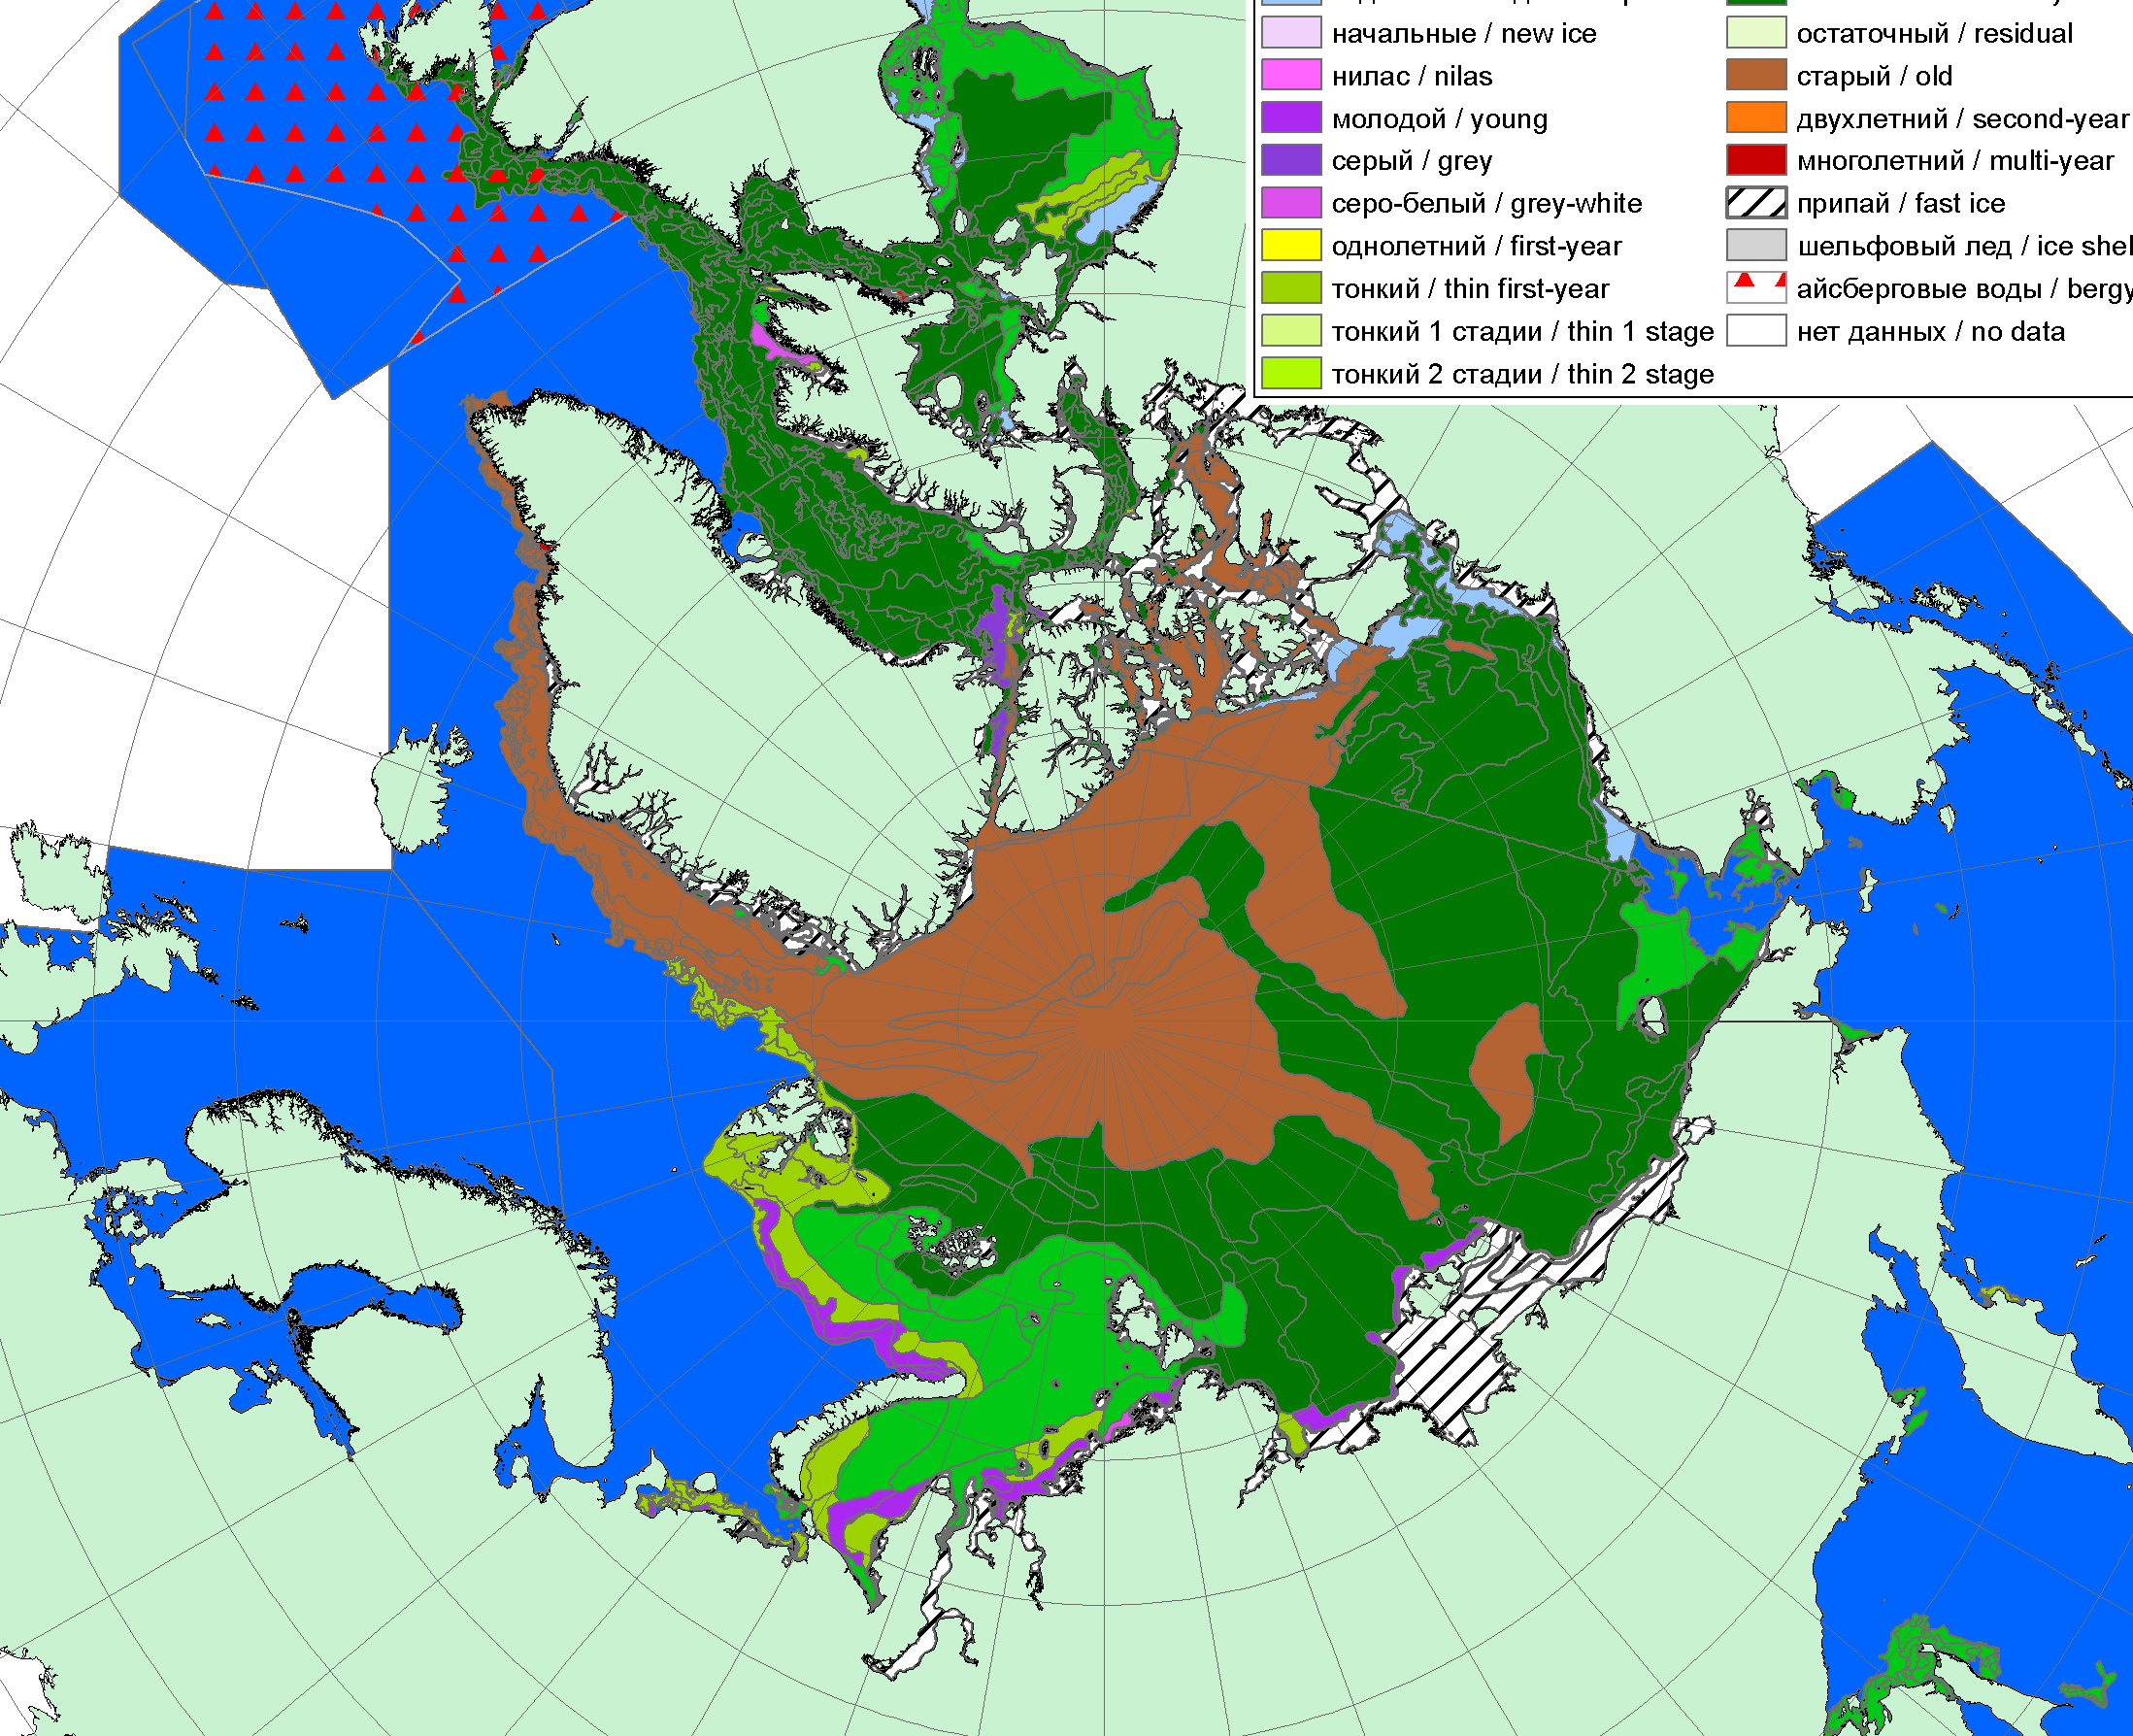 начальные / new ice
нилас / nilas
молодой / young
серый / grey
серо-белый / grey-white
однолетний / first-year
тонкий / thin first-year
тонкий 1 стадии / thin 1 stage
тонкий 2 стадии / thin 2 stage
остаточный / residual
старый / old
двухлетний / second-year
многолетний / multi-year
припай / fast ice
шельфовый лед / ice shel
айсберговые воды / bergy
нет данных / no data